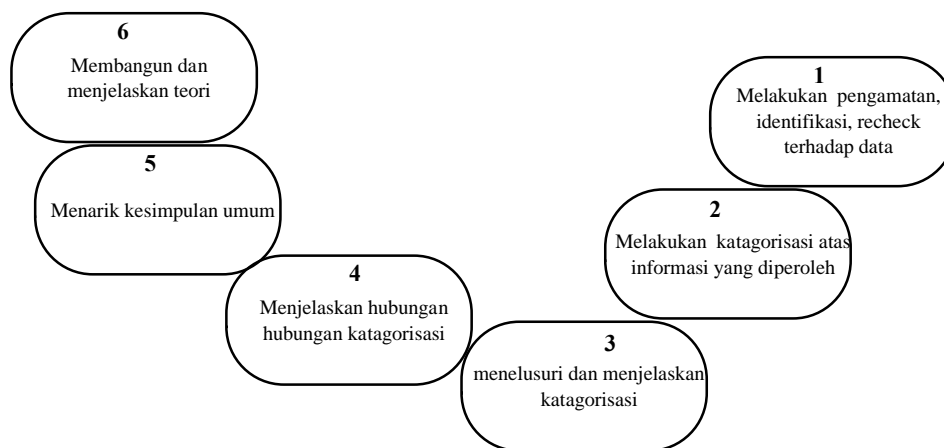 6
Membangun dan
menjelaskan teori
1
Melakukan pengamatan,
identifikasi, recheck
terhadap data
5
Menarik kesimpulan umum
2
Melakukan katagorisasi atas
informasi yang diperoleh
4
Menjelaskan hubungan
hubungan katagorisasi
3
menelusuri dan menjelaskan
katagorisasi